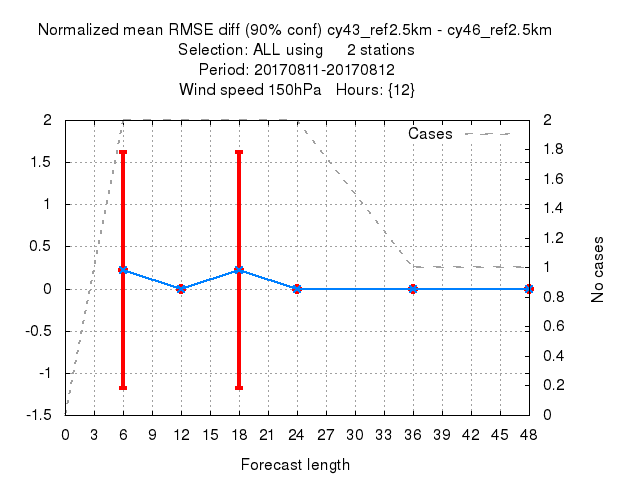 Normalized mean RMSE diff (90% conf) cy43_ref2.5km - cy46_ref2.5km
Selection: ALL using 2 stations
Period: 20170811-20170812
Wind speed 150hPa Hours: {12}
Cases
2
1.5
1
0.5
0
-0.5
-1
-1.5
2
1.8
1.6
1.4
1.2
1
0.8
0.6
0.4
0.2
0
No cases
0 3 6 9 12 15 18 21 24 27 30 33 36 39 42 45 48
Forecast length